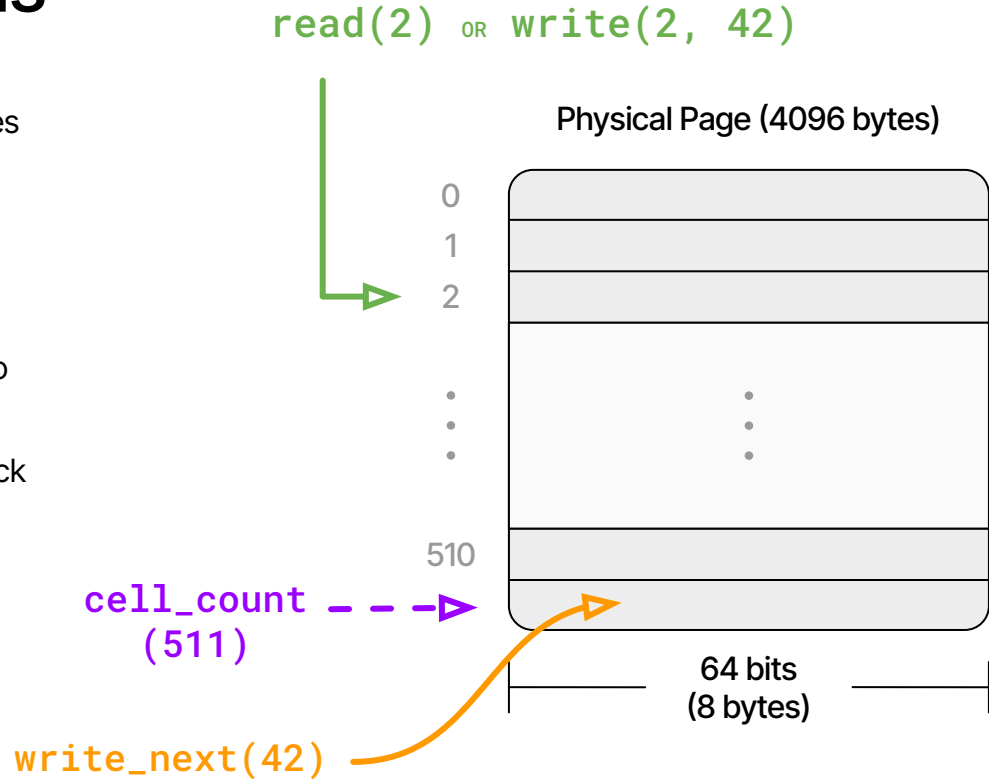 read(2) OR write(2, 42)
Physical Page (4096 bytes)
0
1
2
510
cell_count
(511)
64 bits
(8 bytes)
write_next(42)